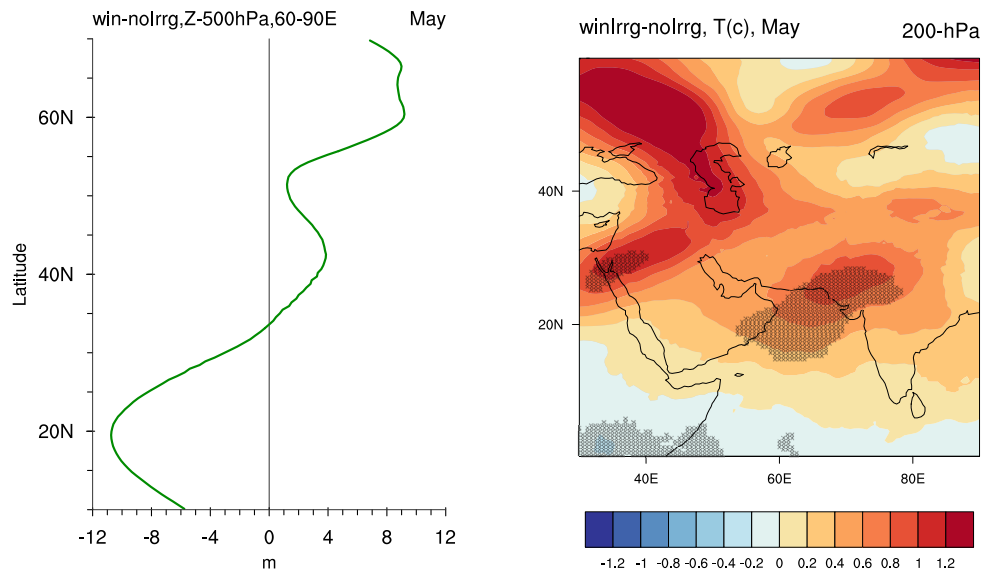 win-noIrrg,Z-500hPa,60-90E May
60N
40N
20N
Latitude
-12 -8 -4 0 4 8 12
m
winIrrg-noIrrg, T(c), May 200-hPa
40N
20N
0
40E 60E 80E
-1.2 -1 -0.8 -0.6 -0.4 -0.2 0 0.2 0.4 0.6 0.8 1 1.2